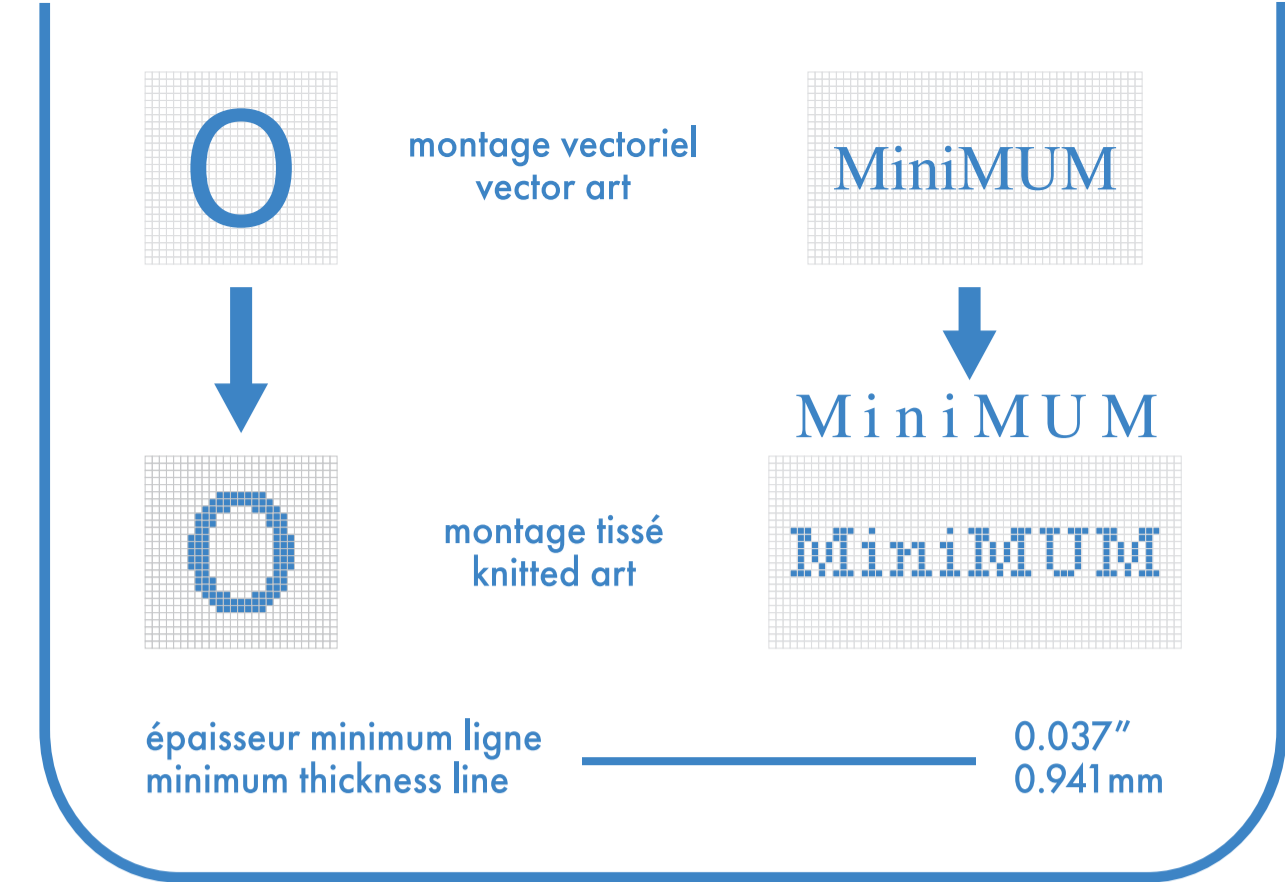 O
montage vectoriel
vector art
MiniMUM
M i n i M U M
O
montage tissé
knitted art
MiniMUM
épaisseur minimum ligne
minimum thickness line
0.037″
0.941mm